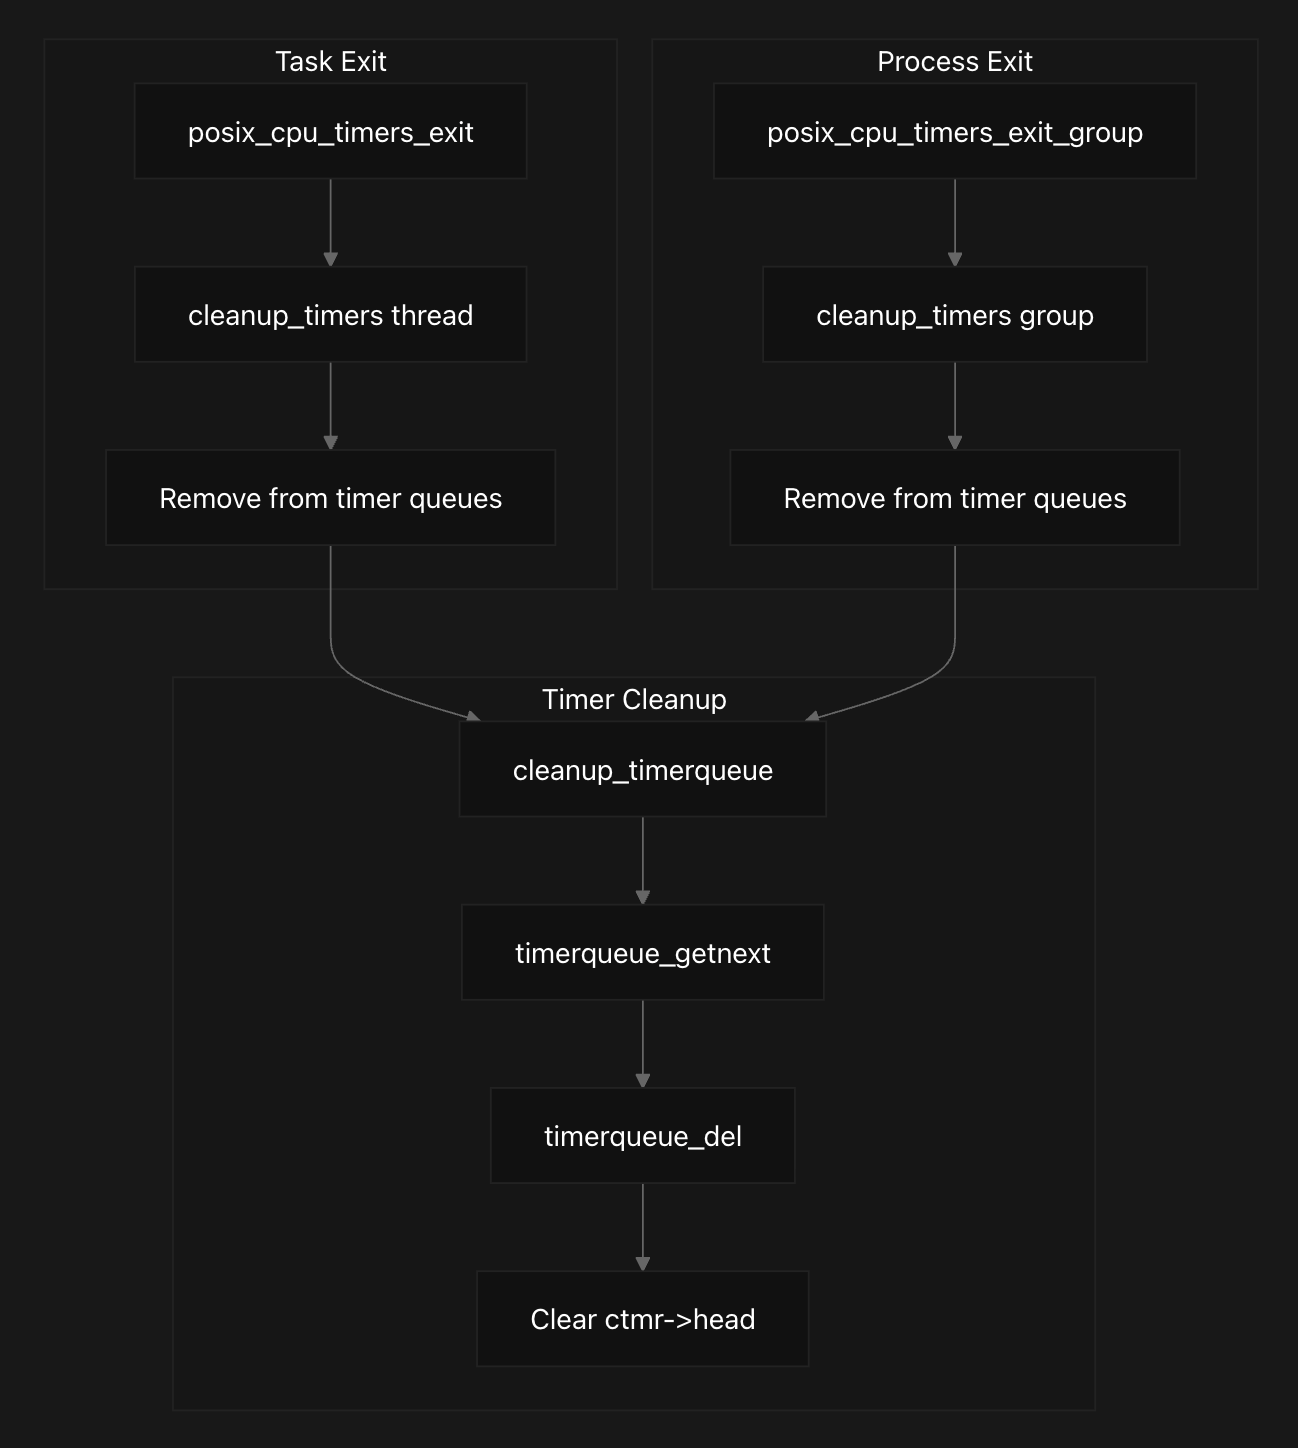 Task Exit
posix_cpu_timers_exit
cleanup_timers thread
Remove from timer queues
Process Exit
posix_cpu_timers_exit_group
cleanup_timers group
Remove from timer queues
Timer Cleanup
cleanup_timerqueue
timerqueue_getnext
timerqueue_del
Clear ctmr->head